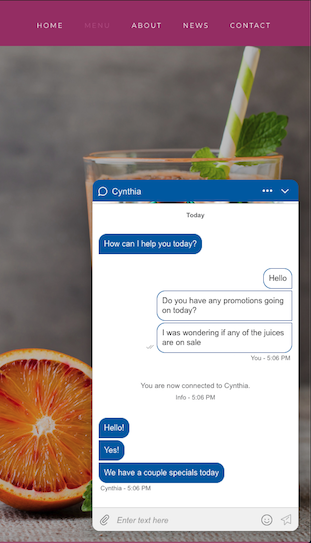 HOME MENU ABOUT NEWS CONTACT
Cynthia
Today
How can I help you today?
Hello
Do you have any promotions going
on today?
I was wondering if any of the juices
are on sale
You - 5:06 PM
You are now connected to Cynthia.
Info - 5:06 PM
Hello!
Yes!
We have a couple specials today
Cynthia - 5:06 PM
Enter text here